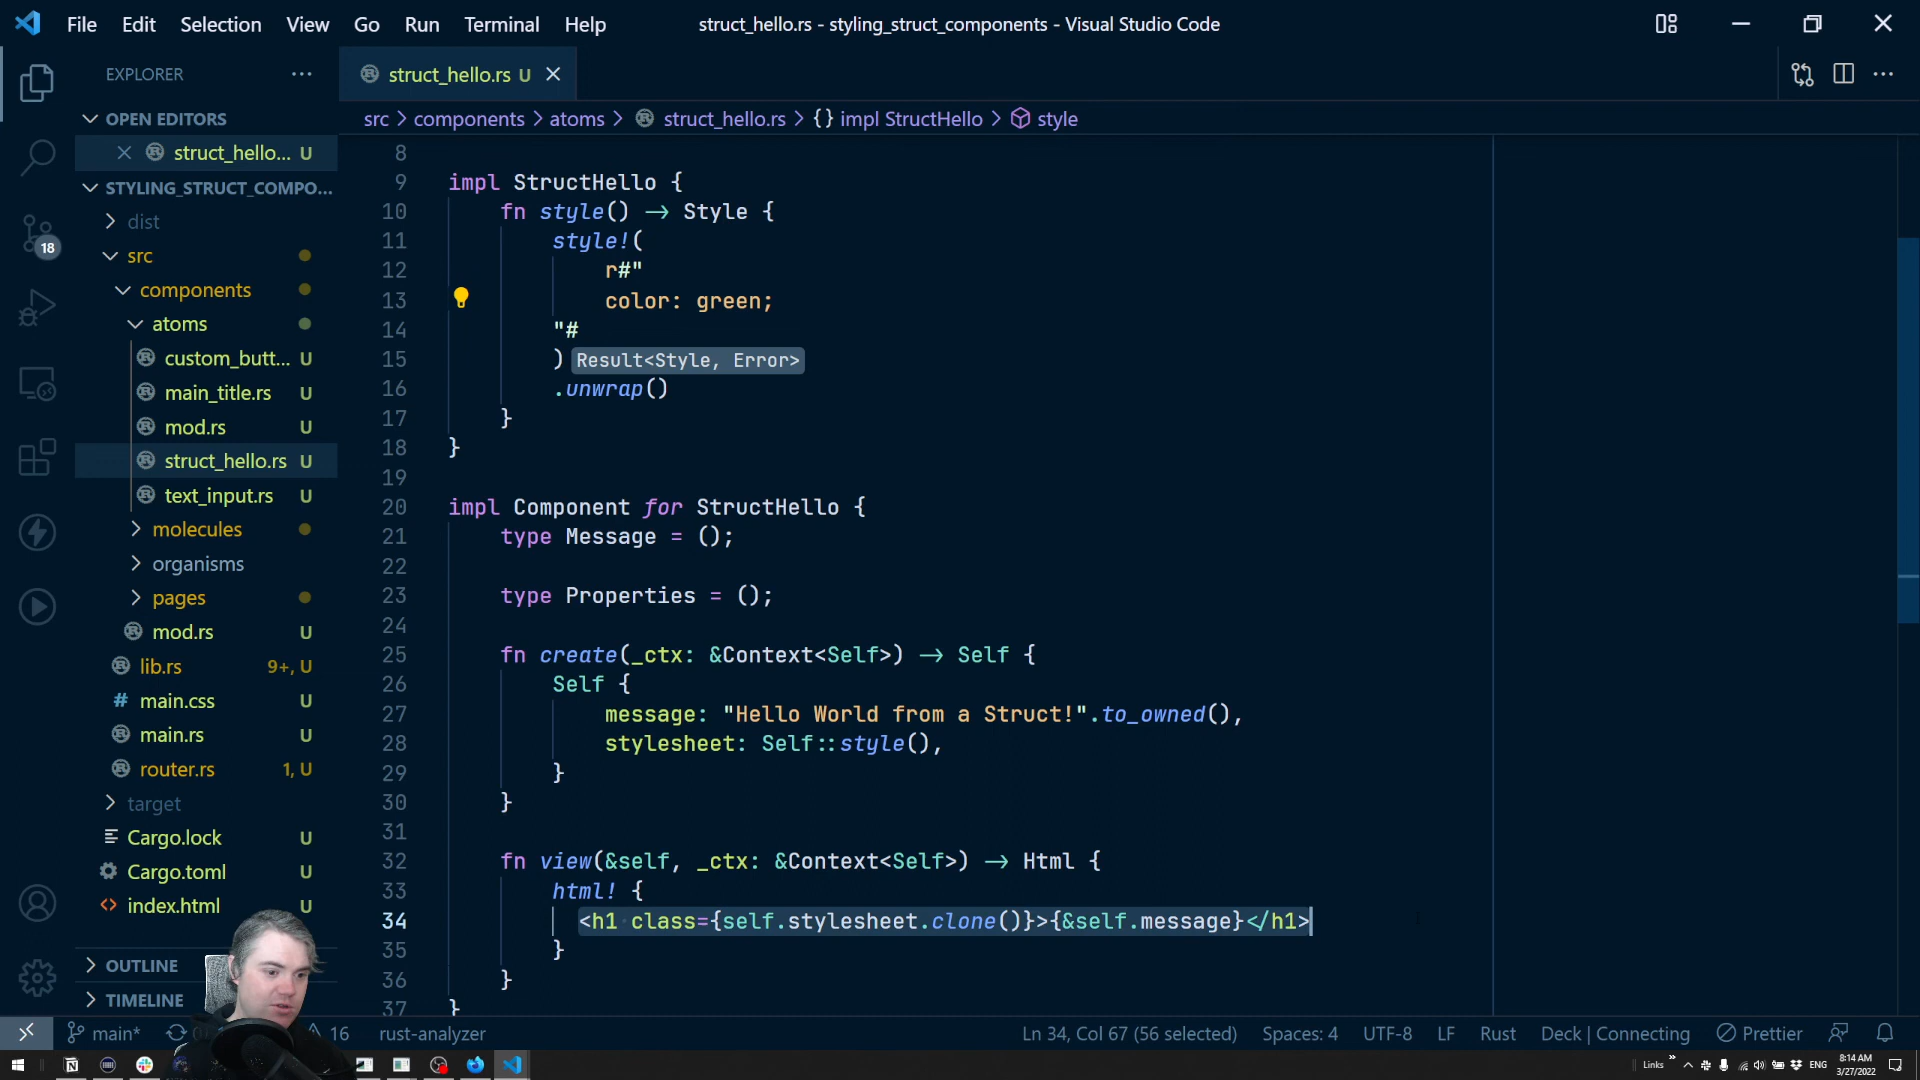 File Edit Selection View Go Run Terminal Help
struct_hello.rs - styling_struct_components - Visual Studio Code
EXPLORER
struct_hello.rs U
OPEN EDITORS
struct_hello... U
STYLING_STRUCT_COMPO...
dist
src
components
atoms
custom_butt... U
main_title.rs U
mod.rs U
struct_hello.rs U
text_input.rs U
molecules
organisms
pages
mod.rs U
lib.rs 9+, U
main.css U
main.rs U
router.rs 1, U
target
Cargo.lock U
Cargo.toml U
index.html U
OUTLINE
TIMELINE
18
src > components > atoms > struct_hello.rs > {} impl StructHello > style
8
9 impl StructHello {
10 fn style() -> Style {
11 style!(
12 r#"
13 color: green;
14 "#
15 ) Result<Style, Error>
16 .unwrap()
17 }
18 }
19
20 impl Component for StructHello {
21 type Message = ();
22
23 type Properties = ();
24
25 fn create(_ctx: &Context<Self>) -> Self {
26 Self {
27 message: "Hello World from a Struct!".to_owned(),
28 stylesheet: Self::style(),
29 }
30 }
31
32 fn view(&self, _ctx: &Context<Self>) -> Html {
33 html! {
34 <h1 class={self.stylesheet.clone()}>{&self.message}</h1>
35 }
36 }
37 }
main* 16 rust-analyzer
Ln 34, Col 67 (56 selected) Spaces: 4 UTF-8 LF Rust Deck | Connecting Prettier
Links ENG 8:14 AM
3/27/2022